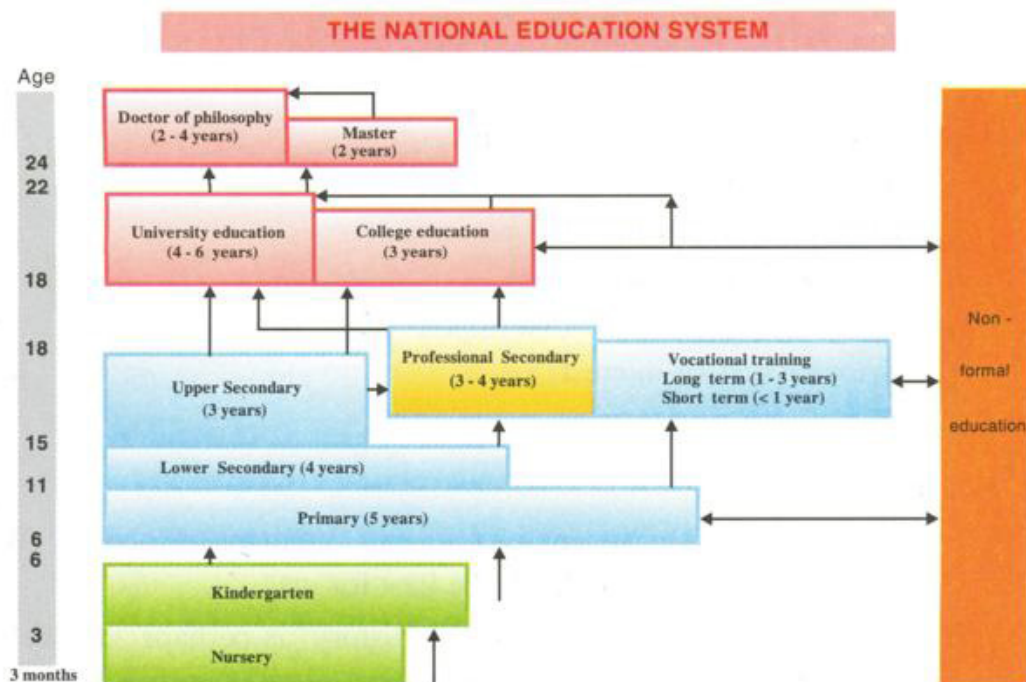 THE NATIONAL EDUCATION SYSTEM
Age
Doctor of philosophy
(2 - 4 years)
Master
(2 years)
24
22
University education
(4 - 6 years)
College education
(3 years)
18
Non -
formal
education
18
Professional Secondary
(3 - 4 years)
Vocational training
Long term (1 - 3 years)
Short term (< 1 year)
Upper Secondary
(3 years)
15
Lower Secondary (4 years)
11
Primary (5 years)
6
6
Kindergarten
3
Nursery
3 months